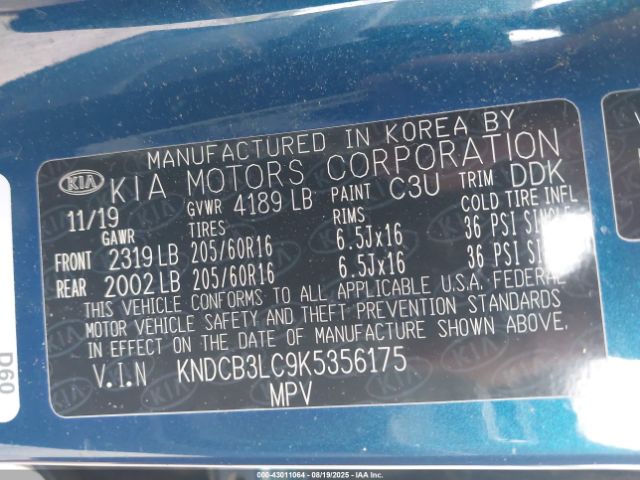 MANUFACTURED IN KOREA BY
KIA KIA MOTORS CORPORATION
11/19 GVWR 4189 LB PAINT C3U TRIM DDK
GAWR TIRES RIMS COLD TIRE INFL
FRONT 2319 LB 205/60R16 6.5Jx16 36 PSI SINGLE
REAR 2002 LB 205/60R16 6.5Jx16 36 PSI
THIS VEHICLE CONFORMS TO ALL APPLICABLE U.S.A. FEDERAL
MOTOR VEHICLE SAFETY AND THEFT PREVENTION STANDARDS
IN EFFECT ON THE DATE OF MANUFACTURE SHOWN ABOVE.
V.I.N KNDCB3LC9K5356175
MPV
D60
000-43011064 - 08/19/2025 - IAA Inc.